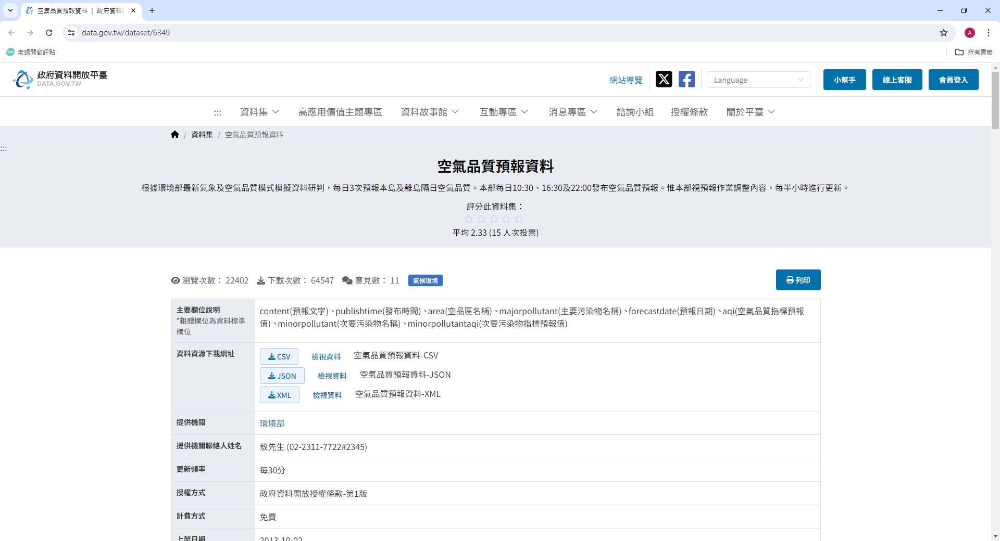 空氣品質預報資料 | 政府資料
data.gov.tw/dataset/6349
A
老師開啟評點
所有書籤
政府資料開放平臺
DATA.GOV.TW
網站導覽
Language
小幫手
線上客服
會員登入
:::
資料集
高應用價值主題專區
資料故事館
互動專區
消息專區
諮詢小組
授權條款
關於平臺
/ 資料集 / 空氣品質預報資料
:::
空氣品質預報資料
根據環境部最新氣象及空氣品質模式模擬資料研判，每日3次預報本島及離島隔日空氣品質。本部每日10:30、16:30及22:00發布空氣品質預報。惟本部視預報作業調整內容，每半小時進行更新。
評分此資料集：
平均 2.33 (15 人次投票)
瀏覽次數： 22402 下載次數： 64547 意見數： 11 氣候環境
列印
主要欄位說明
*粗體欄位為資料標準
欄位
content(預報文字)、publishtime(發布時間)、area(空品區名稱)、majorpollutant(主要污染物名稱)、forecastdate(預報日期)、aqi(空氣品質指標預報
值)、minorpollutant(次要污染物名稱)、minorpollutantaqi(次要污染物指標預報值)
資料資源下載網址
CSV 檢視資料 空氣品質預報資料-CSV
JSON 檢視資料 空氣品質預報資料-JSON
XML 檢視資料 空氣品質預報資料-XML
提供機關
環境部
提供機關聯絡人姓名
敖先生 (02-2311-7722#2345)
更新頻率
每30分
授權方式
政府資料開放授權條款-第1版
計費方式
免費
上架日期
2013-10-02